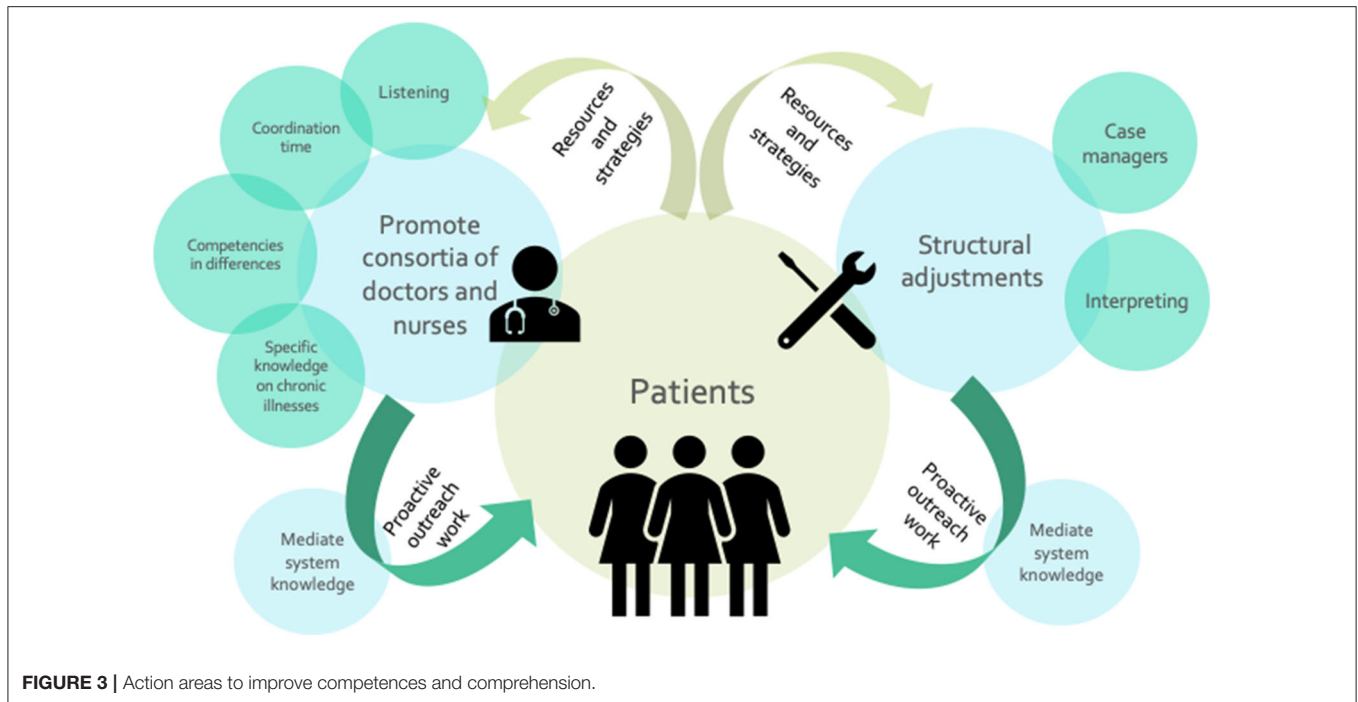 Listening
Coordination
time
Competencies
in differences
Specific
knowledge
on chronic
illnesses
Promote
consortia of
doctors and
nurses
Resources
and
strategies
Resources
and
strategies
Structural
adjustments
Case
managers
Interpreting
Patients
Mediate
system
knowledge
Proactive
outreach
work
Proactive
outreach
work
Mediate
system
knowledge
FIGURE 3 | Action areas to improve competences and comprehension.